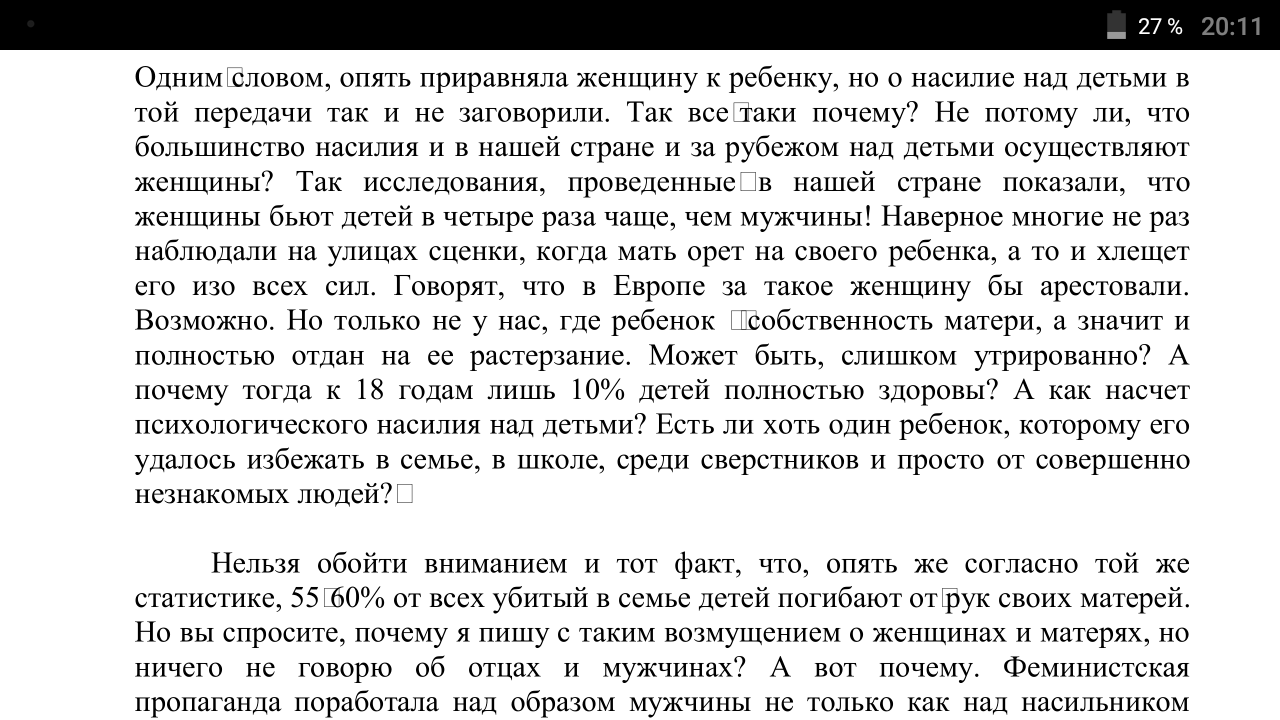 27 % 20:11
Одним словом, опять приравняла женщину к ребенку, но о насилие над детьми в
той передачи так и не заговорили. Так все таки почему? Не потому ли, что
большинство насилия и в нашей стране и за рубежом над детьми осуществляют
женщины? Так исследования, проведенные в нашей стране показали, что
женщины бьют детей в четыре раза чаще, чем мужчины! Наверное многие не раз
наблюдали на улицах сценки, когда мать орет на своего ребенка, а то и хлещет
его изо всех сил. Говорят, что в Европе за такое женщину бы арестовали.
Возможно. Но только не у нас, где ребенок собственность матери, а значит и
полностью отдан на ее растерзание. Может быть, слишком утрированно? А
почему тогда к 18 годам лишь 10% детей полностью здоровы? А как насчет
психологического насилия над детьми? Есть ли хоть один ребенок, которому его
удалось избежать в семье, в школе, среди сверстников и просто от совершенно
незнакомых людей?
Нельзя обойти вниманием и тот факт, что, опять же согласно той же
статистике, 55 60% от всех убитый в семье детей погибают от рук своих матерей.
Но вы спросите, почему я пишу с таким возмущением о женщинах и матерях, но
ничего не говорю об отцах и мужчинах? А вот почему. Феминистская
пропаганда поработала над образом мужчины не только как над насильником